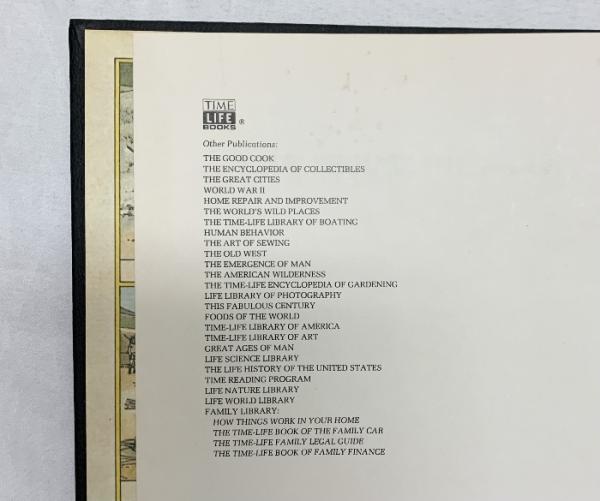 TIME
LIFE ®
BOOKS
Other Publications:
THE GOOD COOK
THE ENCYCLOPEDIA OF COLLECTIBLES
THE GREAT CITIES
WORLD WAR II
HOME REPAIR AND IMPROVEMENT
THE WORLD'S WILD PLACES
THE TIME-LIFE LIBRARY OF BOATING
HUMAN BEHAVIOR
THE ART OF SEWING
THE OLD WEST
THE EMERGENCE OF MAN
THE AMERICAN WILDERNESS
THE TIME-LIFE ENCYCLOPEDIA OF GARDENING
LIFE LIBRARY OF PHOTOGRAPHY
THIS FABULOUS CENTURY
FOODS OF THE WORLD
TIME-LIFE LIBRARY OF AMERICA
TIME-LIFE LIBRARY OF ART
GREAT AGES OF MAN
LIFE SCIENCE LIBRARY
THE LIFE HISTORY OF THE UNITED STATES
TIME READING PROGRAM
LIFE NATURE LIBRARY
LIFE WORLD LIBRARY
FAMILY LIBRARY:
HOW THINGS WORK IN YOUR HOME
THE TIME-LIFE BOOK OF THE FAMILY CAR
THE TIME-LIFE FAMILY LEGAL GUIDE
THE TIME-LIFE BOOK OF FAMILY FINANCE